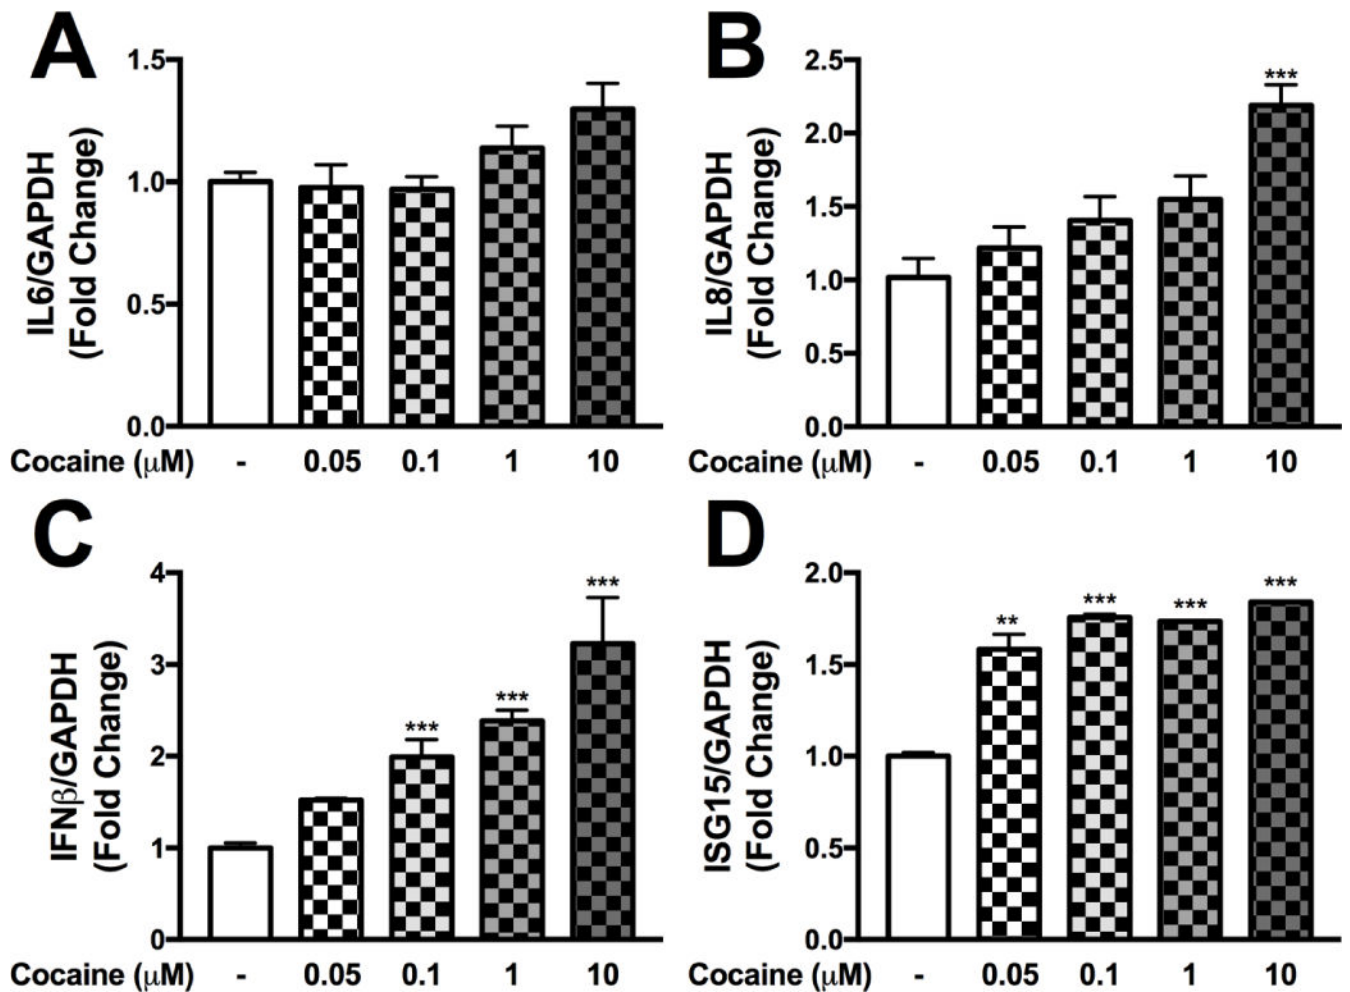 A
B
1.5
1.0
0.5
0.0
IL6/GAPDH
(Fold Change)
Cocaine (μM) - 0.05 0.1 1 10
2.5
2.0
1.5
1.0
0.5
0.0
IL8/GAPDH
(Fold Change)
***
Cocaine (μM) - 0.05 0.1 1 10
C
D
4
3
2
1
0
IFNβ/GAPDH
(Fold Change)
*** *** ***
Cocaine (μM) - 0.05 0.1 1 10
2.0
1.5
1.0
0.5
0.0
ISG15/GAPDH
(Fold Change)
** *** *** ***
Cocaine (μM) - 0.05 0.1 1 10